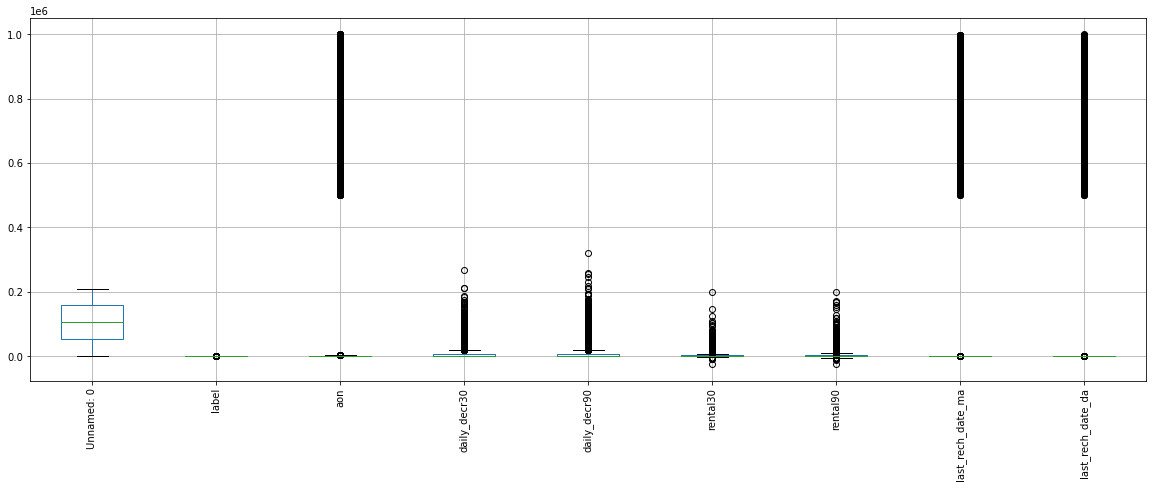 1e6
1.0
0.8
0.6
0.4
0.2
0.0
Unnamed: 0
label
aon
daily_decr30
daily_decr90
rental30
rental90
last_rech_date_ma
last_rech_date_da